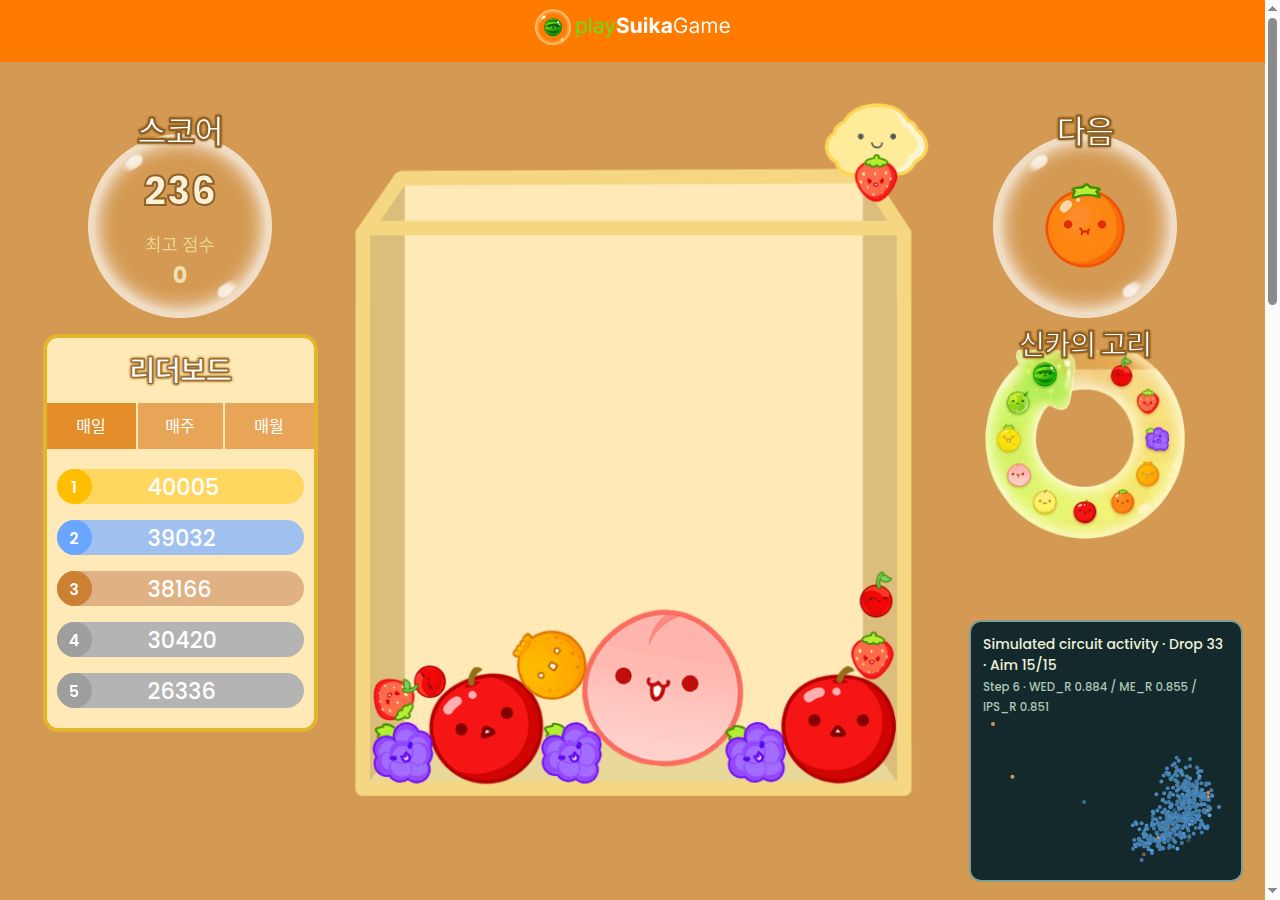 playSuikaGame
스코어
236
최고 점수
0
리더보드
매일 매주 매월
1 40005
2 39032
3 38166
4 30420
5 26336
다음
신카의 고리
Simulated circuit activity · Drop 33
· Aim 15/15
Step 6 · WED_R 0.884 / ME_R 0.855 /
IPS_R 0.851